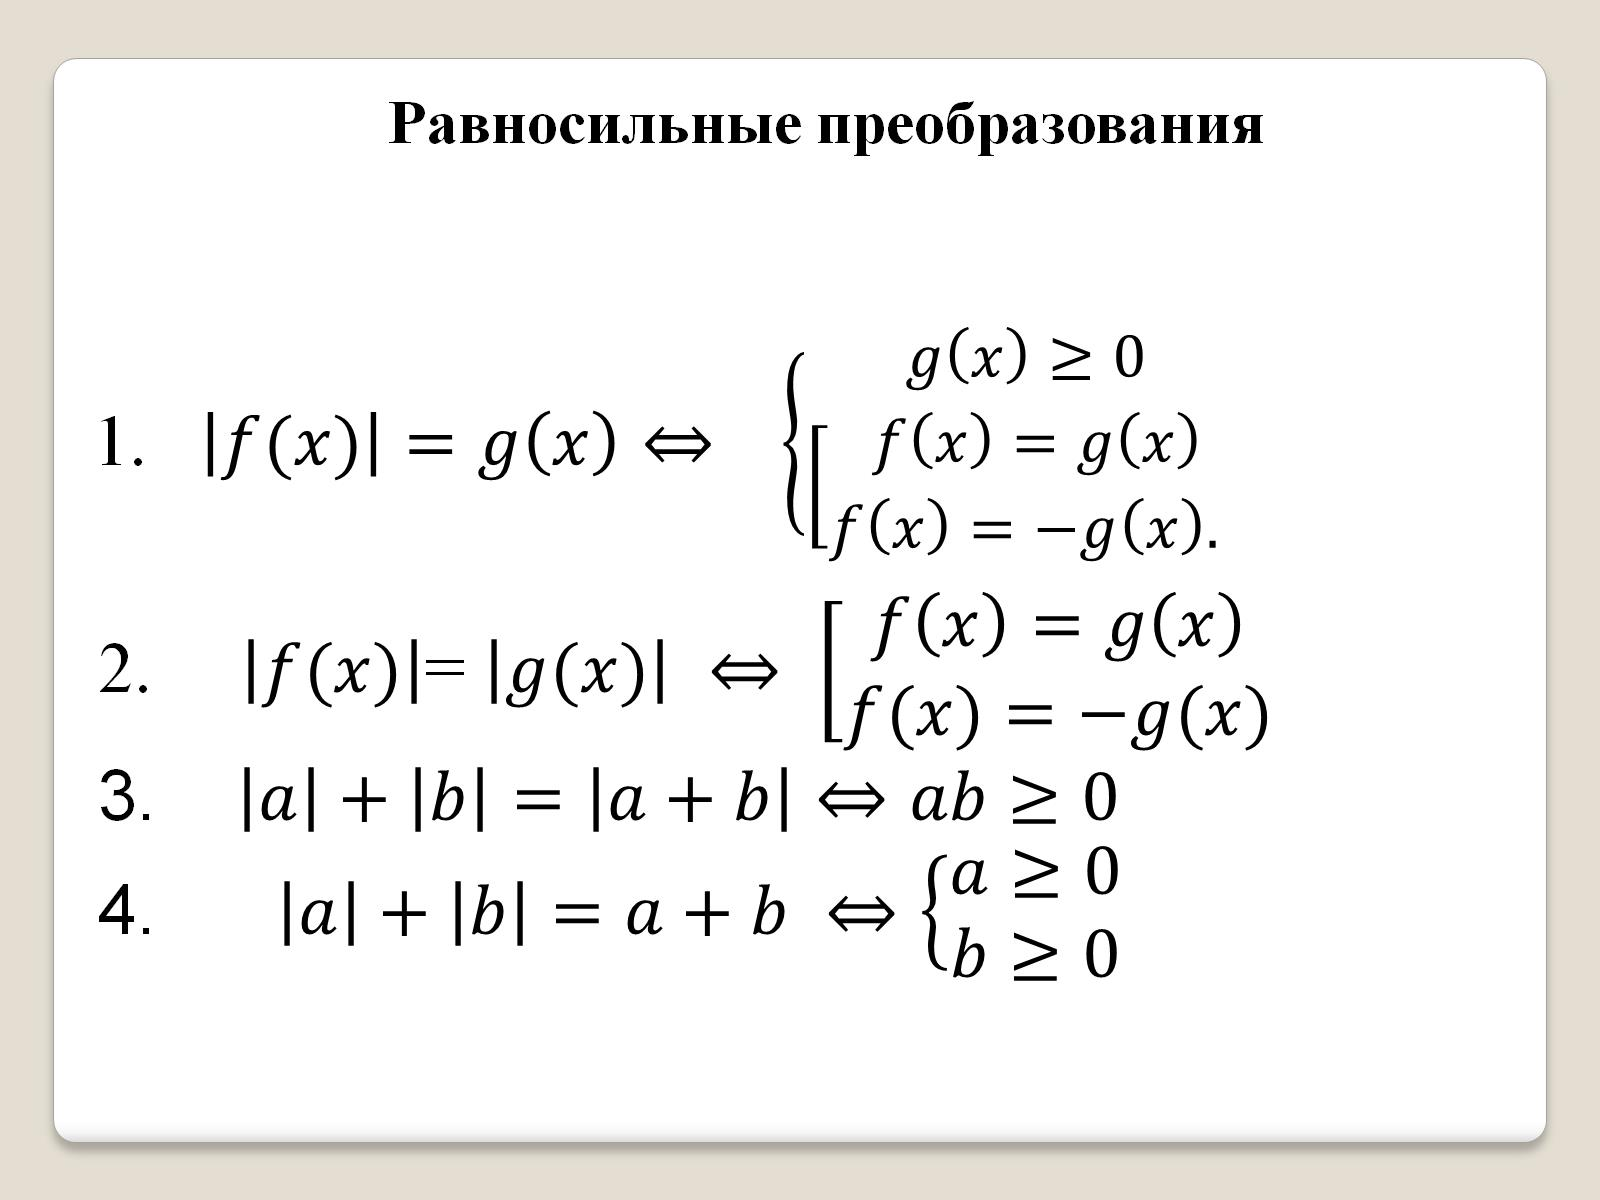 Равносильные преобразования
g(x) ≥ 0
1. |f(x)| = g(x) ⇔ { [ f(x) = g(x)
f(x) = −g(x).
2. |f(x)|= |g(x)| ⇔ [ f(x) = g(x)
f(x) = −g(x)
3. |a| + |b| = |a + b| ⇔ ab ≥ 0
4. |a| + |b| = a + b ⇔ { a ≥ 0
b ≥ 0